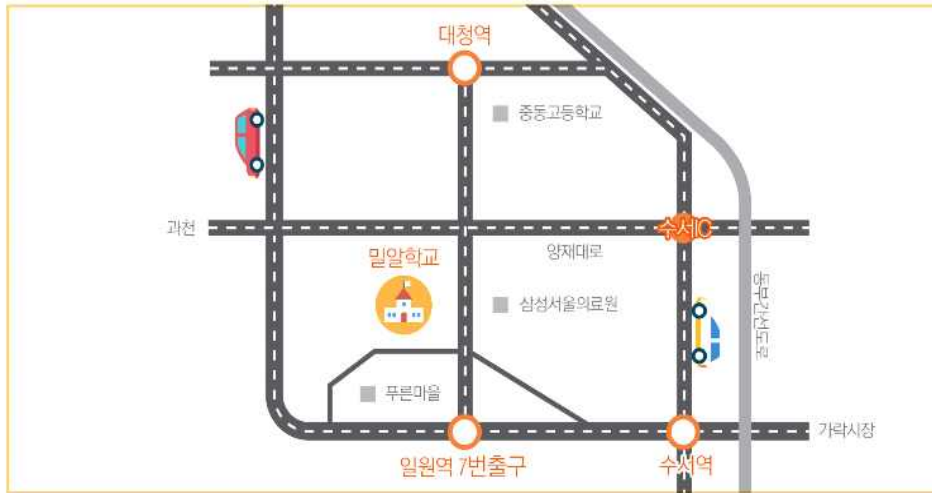 대청역
중동고등학교
과천
수서IC
양재대로
밀알학교
삼성서울의료원
동부간선도로
푸른마을
가락시장
일원역 7번출구
수서역